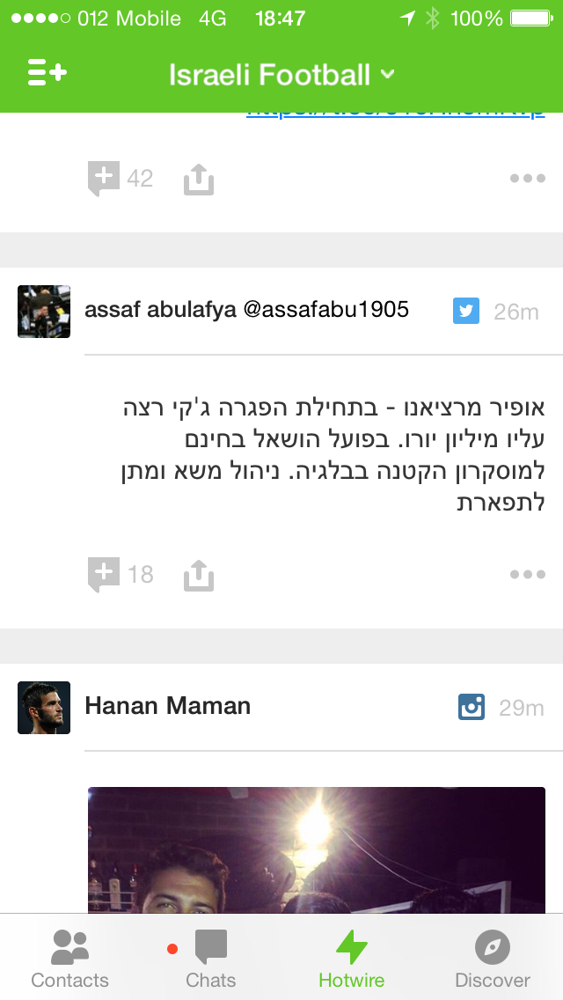 012 Mobile 4G 18:47 100%
Israeli Football
42
assaf abulafya @assafabu1905 26m
אופיר מרציאנו - בתחילת הפגרה ג'קי רצה
עליו מיליון יורו. בפועל הושאל בחינם
למוסקרון הקטנה בבלגיה. ניהול משא ומתן
לתפארת
18
Hanan Maman 29m
Contacts Chats Hotwire Discover